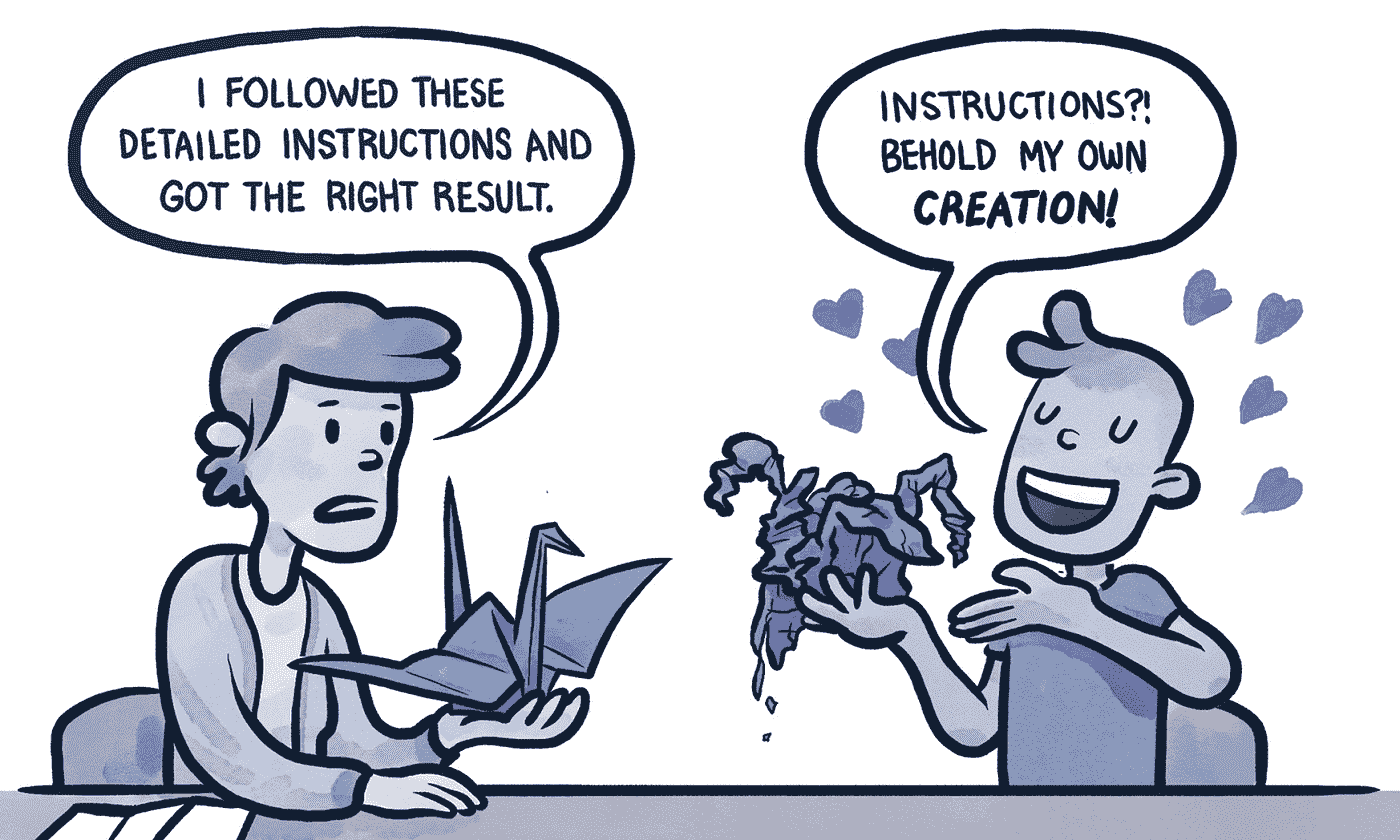 I FOLLOWED THESE
DETAILED INSTRUCTIONS AND
GOT THE RIGHT RESULT.
INSTRUCTIONS?!
BEHOLD MY OWN
CREATION!